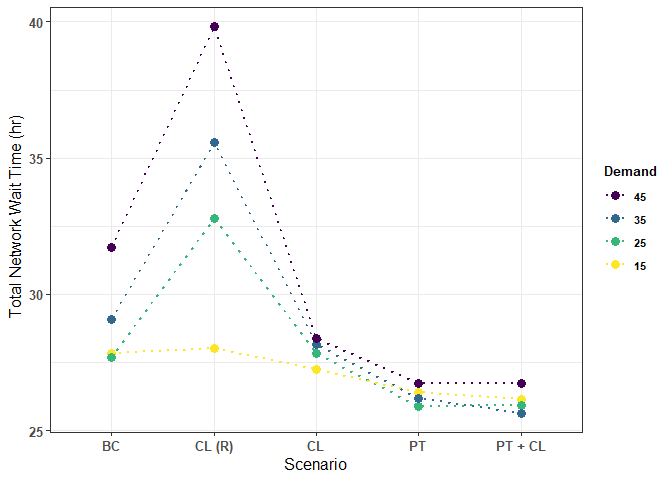 Total Network Wait Time (hr)
40
35
30
25
BC CL (R) CL PT PT + CL
Scenario
Demand
45
35
25
15